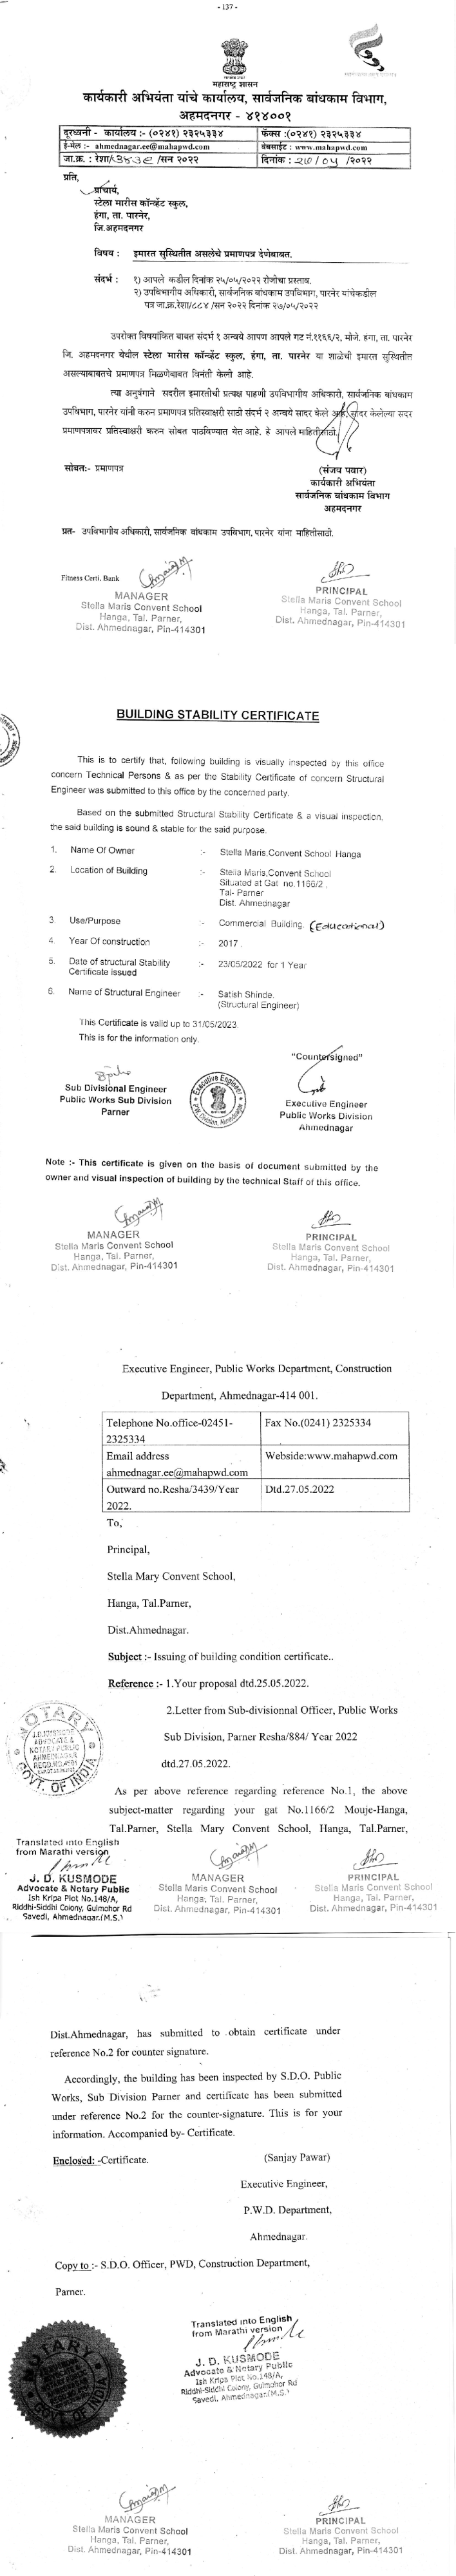 - 137 -
महाराष्ट्र शासन
कार्यकारी अभियंता यांचे कार्यालय, सार्वजनिक बांधकाम विभाग,
अहमदनगर - ४१४००१
दूरध्वनी - कार्यालय :- (०२४१) २३२५३३४ फॅक्स :(०२४१) २३२५३३४
ई-मेल :- ahmednagar.ee@mahapwd.com वेबसाईट : www.mahapwd.com
जा.क्र. : रेशा/ 3439 /सन २०२२ दिनांक : /२०२२
प्रति,
प्राचार्य,
स्टेला मारीस कॉन्व्हेंट स्कुल,
हंगा, ता. पारनेर,
जि.अहमदनगर
विषय : इमारत सुस्थितीत असलेचे प्रमाणपत्र देणेबाबत.
संदर्भ : १) आपले कडील दिनांक २५/०५/२०२२ रोजीचा प्रस्ताव.
२) उपविभागीय अधिकारी, सार्वजनिक बांधकाम उपविभाग, पारनेर यांचेकडील
पत्र जा.क्र.रेशा/८८४ /सन २०२२ दिनांक २७/०५/२०२२
उपरोक्त विषयांकित बाबत संदर्भ १ अन्वये आपण आपले गट नं.११६६/२, मौजे. हंगा, ता. पारनेर
जि. अहमदनगर येथील स्टेला मारीस कॉन्व्हेंट स्कुल, हंगा, ता. पारनेर या शाळेची इमारत सुस्थितीत
असल्याबाबतचे प्रमाणपत्र मिळणेबाबत विनंती केली आहे.
त्या अनुषंगाने सदरील इमारतीची प्रत्यक्ष पाहणी उपविभागीय अधिकारी, सार्वजनिक बांधकाम
उपविभाग, पारनेर यांनी करुन प्रमाणपत्र प्रतिस्वाक्षरी साठी संदर्भ २ अन्वये सादर केले आहे. सादर केलेल्या सदर
प्रमाणपत्रावर प्रतिस्वाक्षरी करुन सोबत पाठविण्यात येत आहे. हे आपले माहितीसाठी.
सोबत:- प्रमाणपत्र
(संजय पवार)
कार्यकारी अभियंता
सार्वजनिक बांधकाम विभाग
अहमदनगर
प्रत- उपविभागीय अधिकारी, सार्वजनिक बांधकाम उपविभाग, पारनेर यांना माहितीसाठी.
Fitness Certi. Bank
MANAGER
Stella Maris Convent School
Hanga, Tal. Parner,
Dist. Ahmednagar, Pin-414301
PRINCIPAL
Stella Maris Convent School
Hanga, Tal. Parner,
Dist. Ahmednagar, Pin-414301
BUILDING STABILITY CERTIFICATE
This is to certify that, following building is visually inspected by this office
concern Technical Persons & as per the Stability Certificate of concern Structural
Engineer was submitted to this office by the concerned party.
Based on the submitted Structural Stability Certificate & a visual inspection,
the said building is sound & stable for the said purpose.
1. Name Of Owner :- Stella Maris,Convent School Hanga
2. Location of Building :- Stella Maris,Convent School
Situated at Gat no.1166/2 ,
Tal- Parner
Dist. Ahmednagar
3. Use/Purpose :- Commercial Building. (Educational)
4. Year Of construction :- 2017 .
5. Date of structural Stability :- 23/05/2022 for 1 Year
Certificate issued
6. Name of Structural Engineer :- Satish Shinde.
(Structural Engineer)
This Certificate is valid up to 31/05/2023.
This is for the information only.
"Countersigned"
Sub Divisional Engineer
Public Works Sub Division
Parner
Executive Engineer
P.W. Division, Ahmednagar
Executive Engineer
Public Works Division
Ahmednagar
Note :- This certificate is given on the basis of document submitted by the
owner and visual inspection of building by the technical Staff of this office.
MANAGER
Stella Maris Convent School
Hanga, Tal. Parner,
Dist. Ahmednagar, Pin-414301
PRINCIPAL
Stella Maris Convent School
Hanga, Tal. Parner,
Dist. Ahmednagar, Pin-414301
Executive Engineer, Public Works Department, Construction
Department, Ahmednagar-414 001.
Telephone No.office-02451- Fax No.(0241) 2325334
2325334
Email address Webside:www.mahapwd.com
ahmednagar.ee@mahapwd.com
Outward no.Resha/3439/Year Dtd.27.05.2022
2022.
To,
Principal,
Stella Mary Convent School,
Hanga, Tal.Parner,
Dist.Ahmednagar.
Subject :- Issuing of building condition certificate..
Reference :- 1.Your proposal dtd.25.05.2022.
2.Letter from Sub-divisionnal Officer, Public Works
Sub Division, Parner Resha/884/ Year 2022
dtd.27.05.2022.
NOTARY
J.D.KUSMODE
ADVOCATE &
NOTARY PUBLIC
AHMEDNAGAR
GOVT. OF INDIA
As per above reference regarding reference No.1, the above
subject-matter regarding your gat No.1166/2 Mouje-Hanga,
Tal.Parner, Stella Mary Convent School, Hanga, Tal.Parner,
Translated into English
from Marathi version
J. D. KUSMODE
Advocate & Notary Public
Ish Kripa Plot No.148/A,
Riddhi-Siddhi Colony, Gulmohor Rd
Savedi, Ahmednagar.(M.S.)
MANAGER
Stella Maris Convent School
Hanga, Tal. Parner,
Dist. Ahmednagar, Pin-414301
PRINCIPAL
Stella Maris Convent School
Hanga, Tal. Parner,
Dist. Ahmednagar, Pin-414301
Dist.Ahmednagar, has submitted to obtain certificate under
reference No.2 for counter signature.
Accordingly, the building has been inspected by S.D.O. Public
Works, Sub Division Parner and certificate has been submitted
under reference No.2 for the counter-signature. This is for your
information. Accompanied by- Certificate.
Enclosed: -Certificate. (Sanjay Pawar)
Executive Engineer,
P.W.D. Department,
Ahmednagar.
Copy to :- S.D.O. Officer, PWD, Construction Department,
Parner.
Translated into English
from Marathi version
J. D. KUSMODE
Advocate & Notary Public
Ish Kripa Plot No.148/A,
Riddhi-Siddhi Colony, Gulmohor Rd
Savedi, Ahmednagar.(M.S.)
NOTARY
GOVT. OF INDIA
MANAGER
Stella Maris Convent School
Hanga, Tal. Parner,
Dist. Ahmednagar, Pin-414301
PRINCIPAL
Stella Maris Convent School
Hanga, Tal. Parner,
Dist. Ahmednagar, Pin-414301